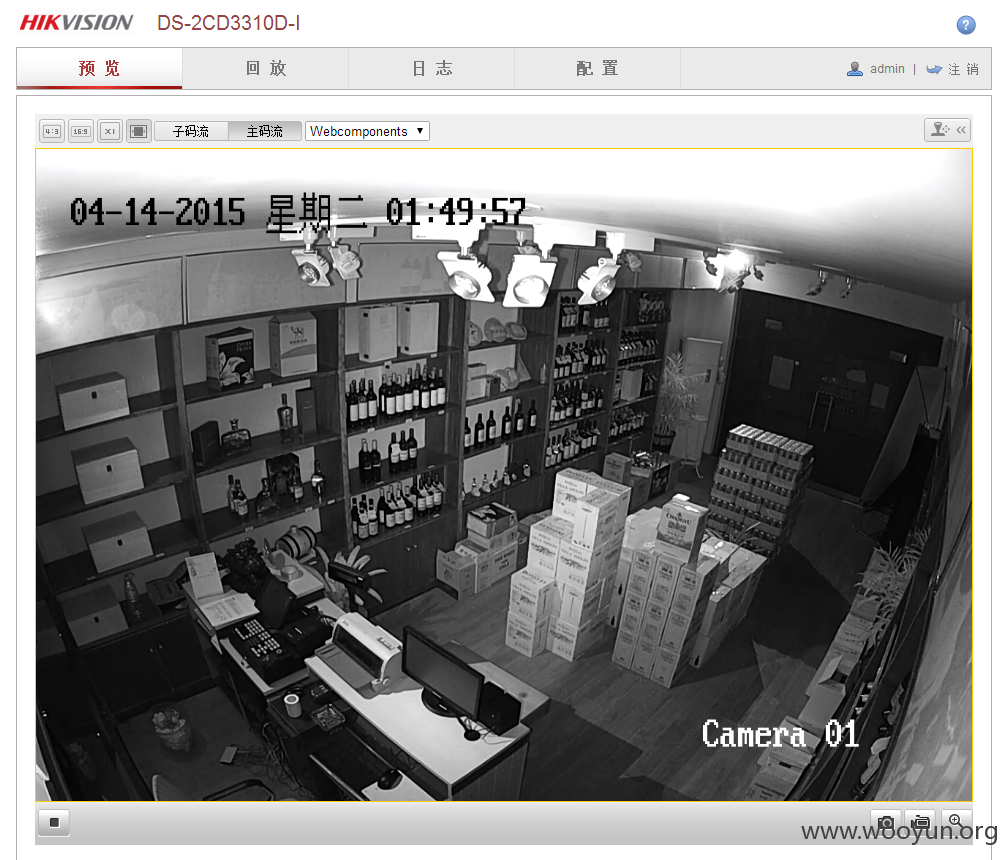 HIKVISION DS-2CD3310D-I
?
预 览 回 放 日 志 配 置 admin | 注 销
4:3 16:9 X1 子码流 主码流 Webcomponents
04-14-2015 星期二 01:49:57
CHANGYU
Camera 01
www.wooyun.org